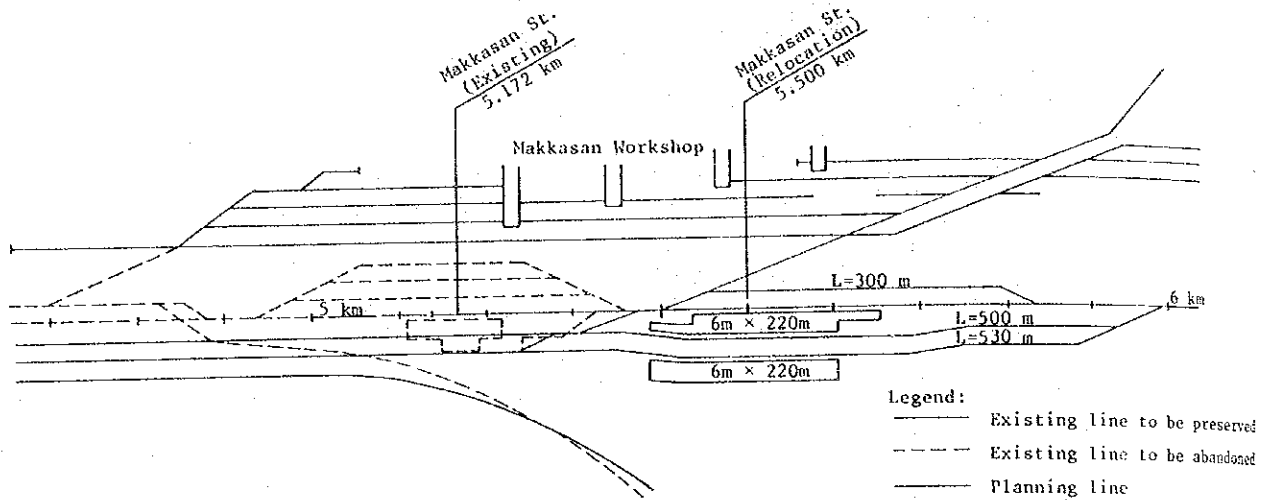 Makkasan St.
(Existing)
5.172 km
Makkasan St.
(Relocation)
5.500 km
Makkasan Workshop
L=300 m
5 km
6 km
6m × 220m
L=500 m
L=530 m
6m × 220m
Legend:
Existing line to be preserved
Existing line to be abandoned
Planning line